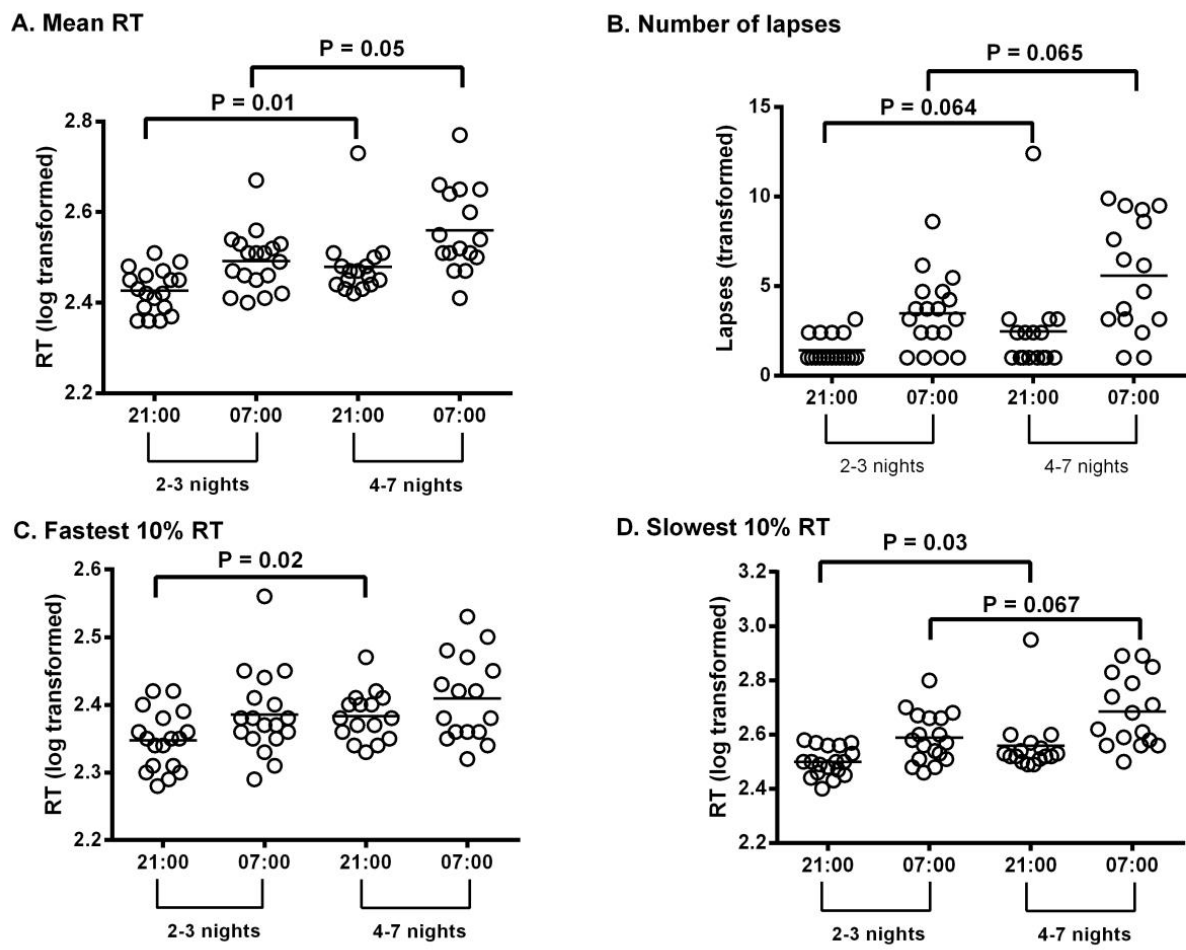 A. Mean RT
P = 0.05
P = 0.01
RT (log transformed)
2.8
2.6
2.4
2.2
21:00 07:00 21:00 07:00
2-3 nights 4-7 nights
B. Number of lapses
P = 0.065
P = 0.064
Lapses (transformed)
15
10
5
0
21:00 07:00 21:00 07:00
2-3 nights 4-7 nights
C. Fastest 10% RT
P = 0.02
RT (log transformed)
2.6
2.5
2.4
2.3
2.2
21:00 07:00 21:00 07:00
2-3 nights 4-7 nights
D. Slowest 10% RT
P = 0.03
P = 0.067
RT (log transformed)
3.2
3.0
2.8
2.6
2.4
2.2
21:00 07:00 21:00 07:00
2-3 nights 4-7 nights